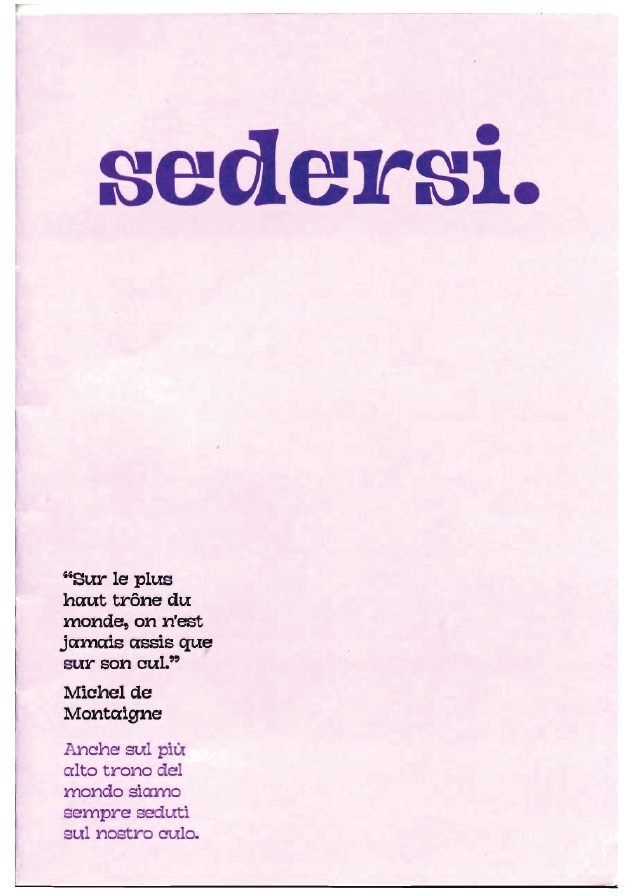 sedersi.
“Sur le plus
haut trône du
monde, on n'est
jamais assis que
sur son cul.”
Michel de
Montaigne
Anche sul più
alto trono del
mondo siamo
sempre seduti
sul nostro culo.